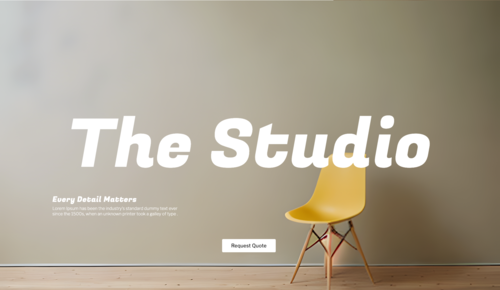 The Studio
Every Detail Matters
Lorem Ipsum has been the industry's standard dummy text ever
since the 1500s, when an unknown printer took a galley of type.
Request Quote